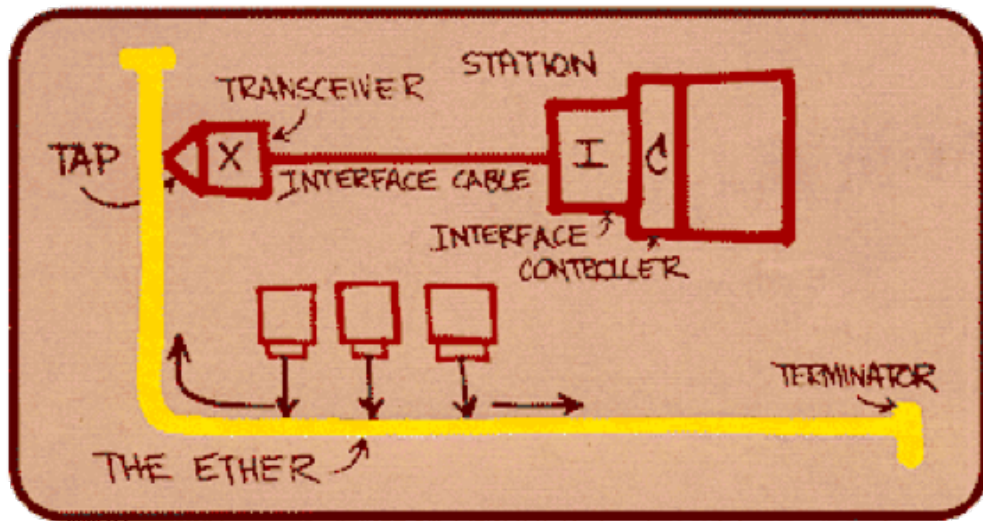 STATION
TRANSCEIVER
TAP
X
I
C
INTERFACE CABLE
INTERFACE
CONTROLLER
TERMINATOR
THE ETHER